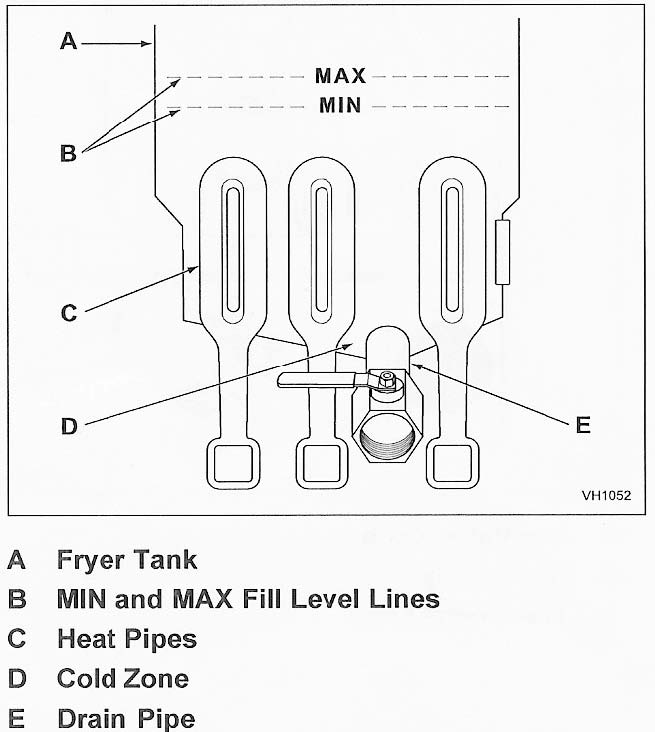 A
MAX
MIN
B
C
D
E
VH1052
A Fryer Tank
B MIN and MAX Fill Level Lines
C Heat Pipes
D Cold Zone
E Drain Pipe